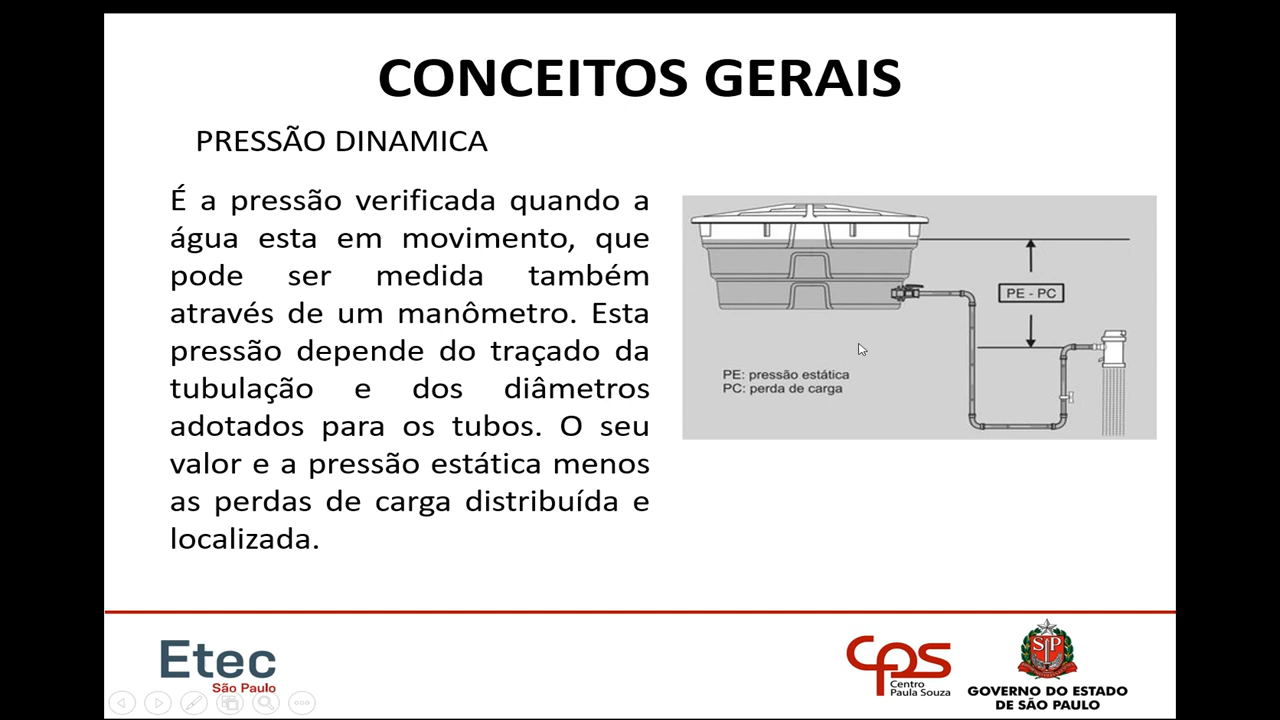 CONCEITOS GERAIS
PRESSÃO DINAMICA
É a pressão verificada quando a
água esta em movimento, que
pode ser medida também
através de um manômetro. Esta
pressão depende do traçado da
tubulação e dos diâmetros
adotados para os tubos. O seu
valor e a pressão estática menos
as perdas de carga distribuída e
localizada.
PE - PC
PE: pressão estática
PC: perda de carga
Etec
São Paulo
cps
Centro
Paula Souza
SP
GOVERNO DO ESTADO
DE SÃO PAULO